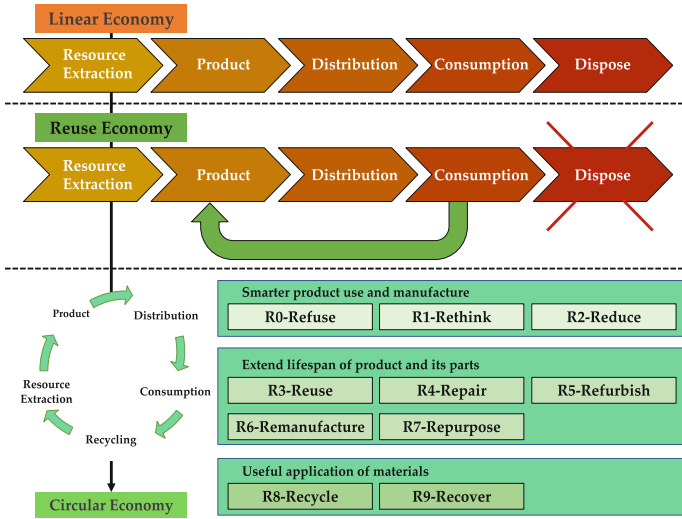 Linear Economy
Resource
Extraction
Product
Distribution
Consumption
Dispose
Reuse Economy
Resource
Extraction
Product
Distribution
Consumption
Dispose
Product
Distribution
Resource
Extraction
Consumption
Recycling
Circular Economy
Smarter product use and manufacture
R0-Refuse
R1-Rethink
R2-Reduce
Extend lifespan of product and its parts
R3-Reuse
R4-Repair
R5-Refurbish
R6-Remanufacture
R7-Repurpose
Useful application of materials
R8-Recycle
R9-Recover